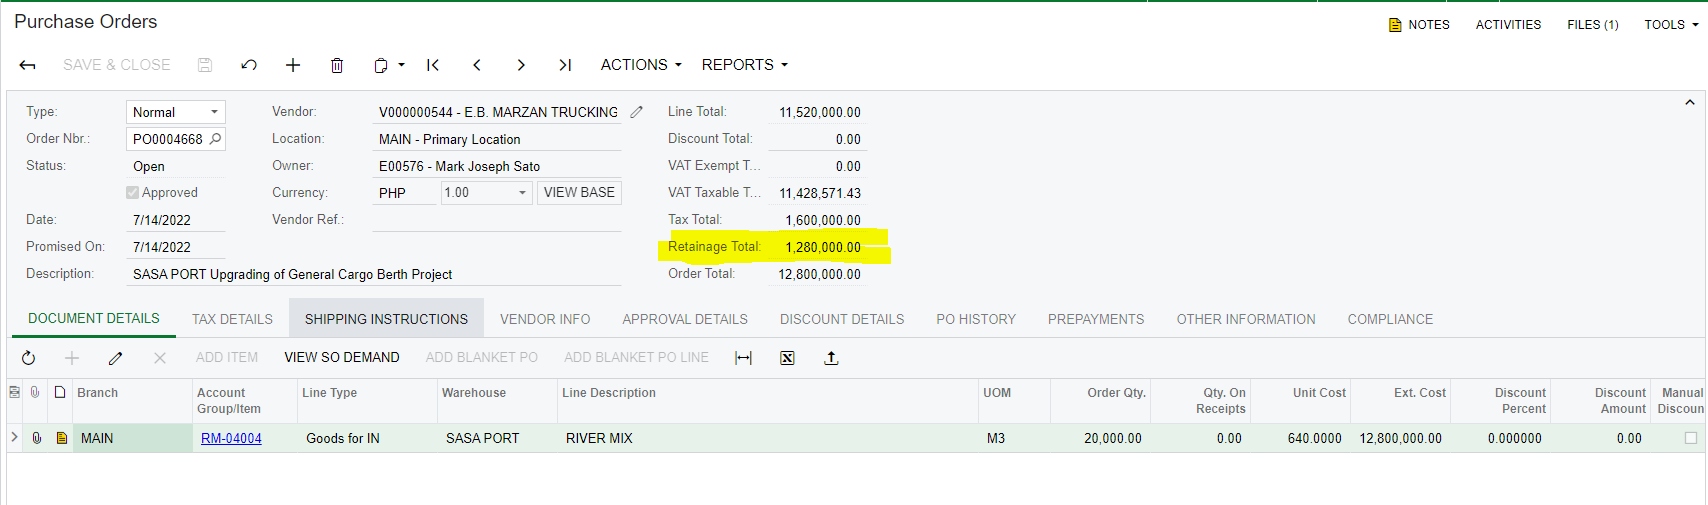 Purchase Orders
NOTES ACTIVITIES FILES (1) TOOLS
SAVE & CLOSE ACTIONS REPORTS
Type: Normal Vendor: V000000544 - E.B. MARZAN TRUCKING Line Total: 11,520,000.00
Order Nbr.: PO0004668 Location: MAIN - Primary Location Discount Total: 0.00
Status: Open Owner: E00576 - Mark Joseph Sato VAT Exempt T... 0.00
Approved Currency: PHP 1.00 VIEW BASE VAT Taxable T... 11,428,571.43
Date: 7/14/2022 Vendor Ref.: Tax Total: 1,600,000.00
Promised On: 7/14/2022 Retainage Total: 1,280,000.00
Description: SASA PORT Upgrading of General Cargo Berth Project Order Total: 12,800,000.00
DOCUMENT DETAILS TAX DETAILS SHIPPING INSTRUCTIONS VENDOR INFO APPROVAL DETAILS DISCOUNT DETAILS PO HISTORY PREPAYMENTS OTHER INFORMATION COMPLIANCE
ADD ITEM VIEW SO DEMAND ADD BLANKET PO ADD BLANKET PO LINE
Branch Account Line Type Warehouse Line Description UOM Order Qty. Qty. On Unit Cost Ext. Cost Discount Discount Manual
Group/Item Receipts Percent Amount Discoun
MAIN RM-04004 Goods for IN SASA PORT RIVER MIX M3 20,000.00 0.00 640.0000 12,800,000.00 0.000000 0.00